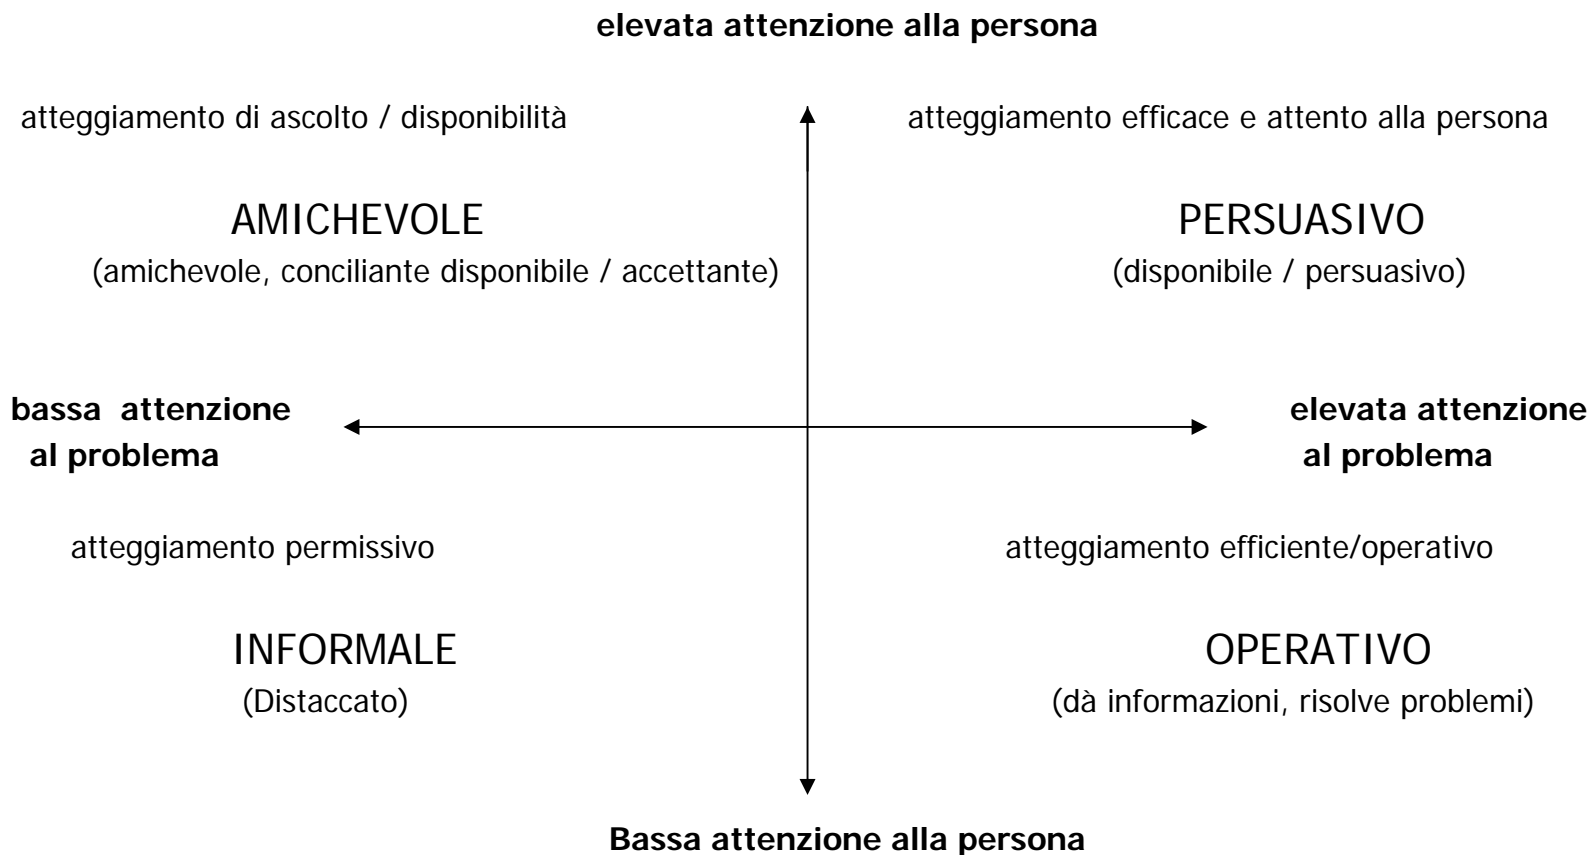 elevata attenzione alla persona
atteggiamento di ascolto / disponibilità
atteggiamento efficace e attento alla persona
AMICHEVOLE
PERSUASIVO
(amichevole, conciliante disponibile / accettante)
(disponibile / persuasivo)
bassa attenzione
al problema
elevata attenzione
al problema
atteggiamento permissivo
atteggiamento efficiente/operativo
INFORMALE
OPERATIVO
(Distaccato)
(dà informazioni, risolve problemi)
Bassa attenzione alla persona